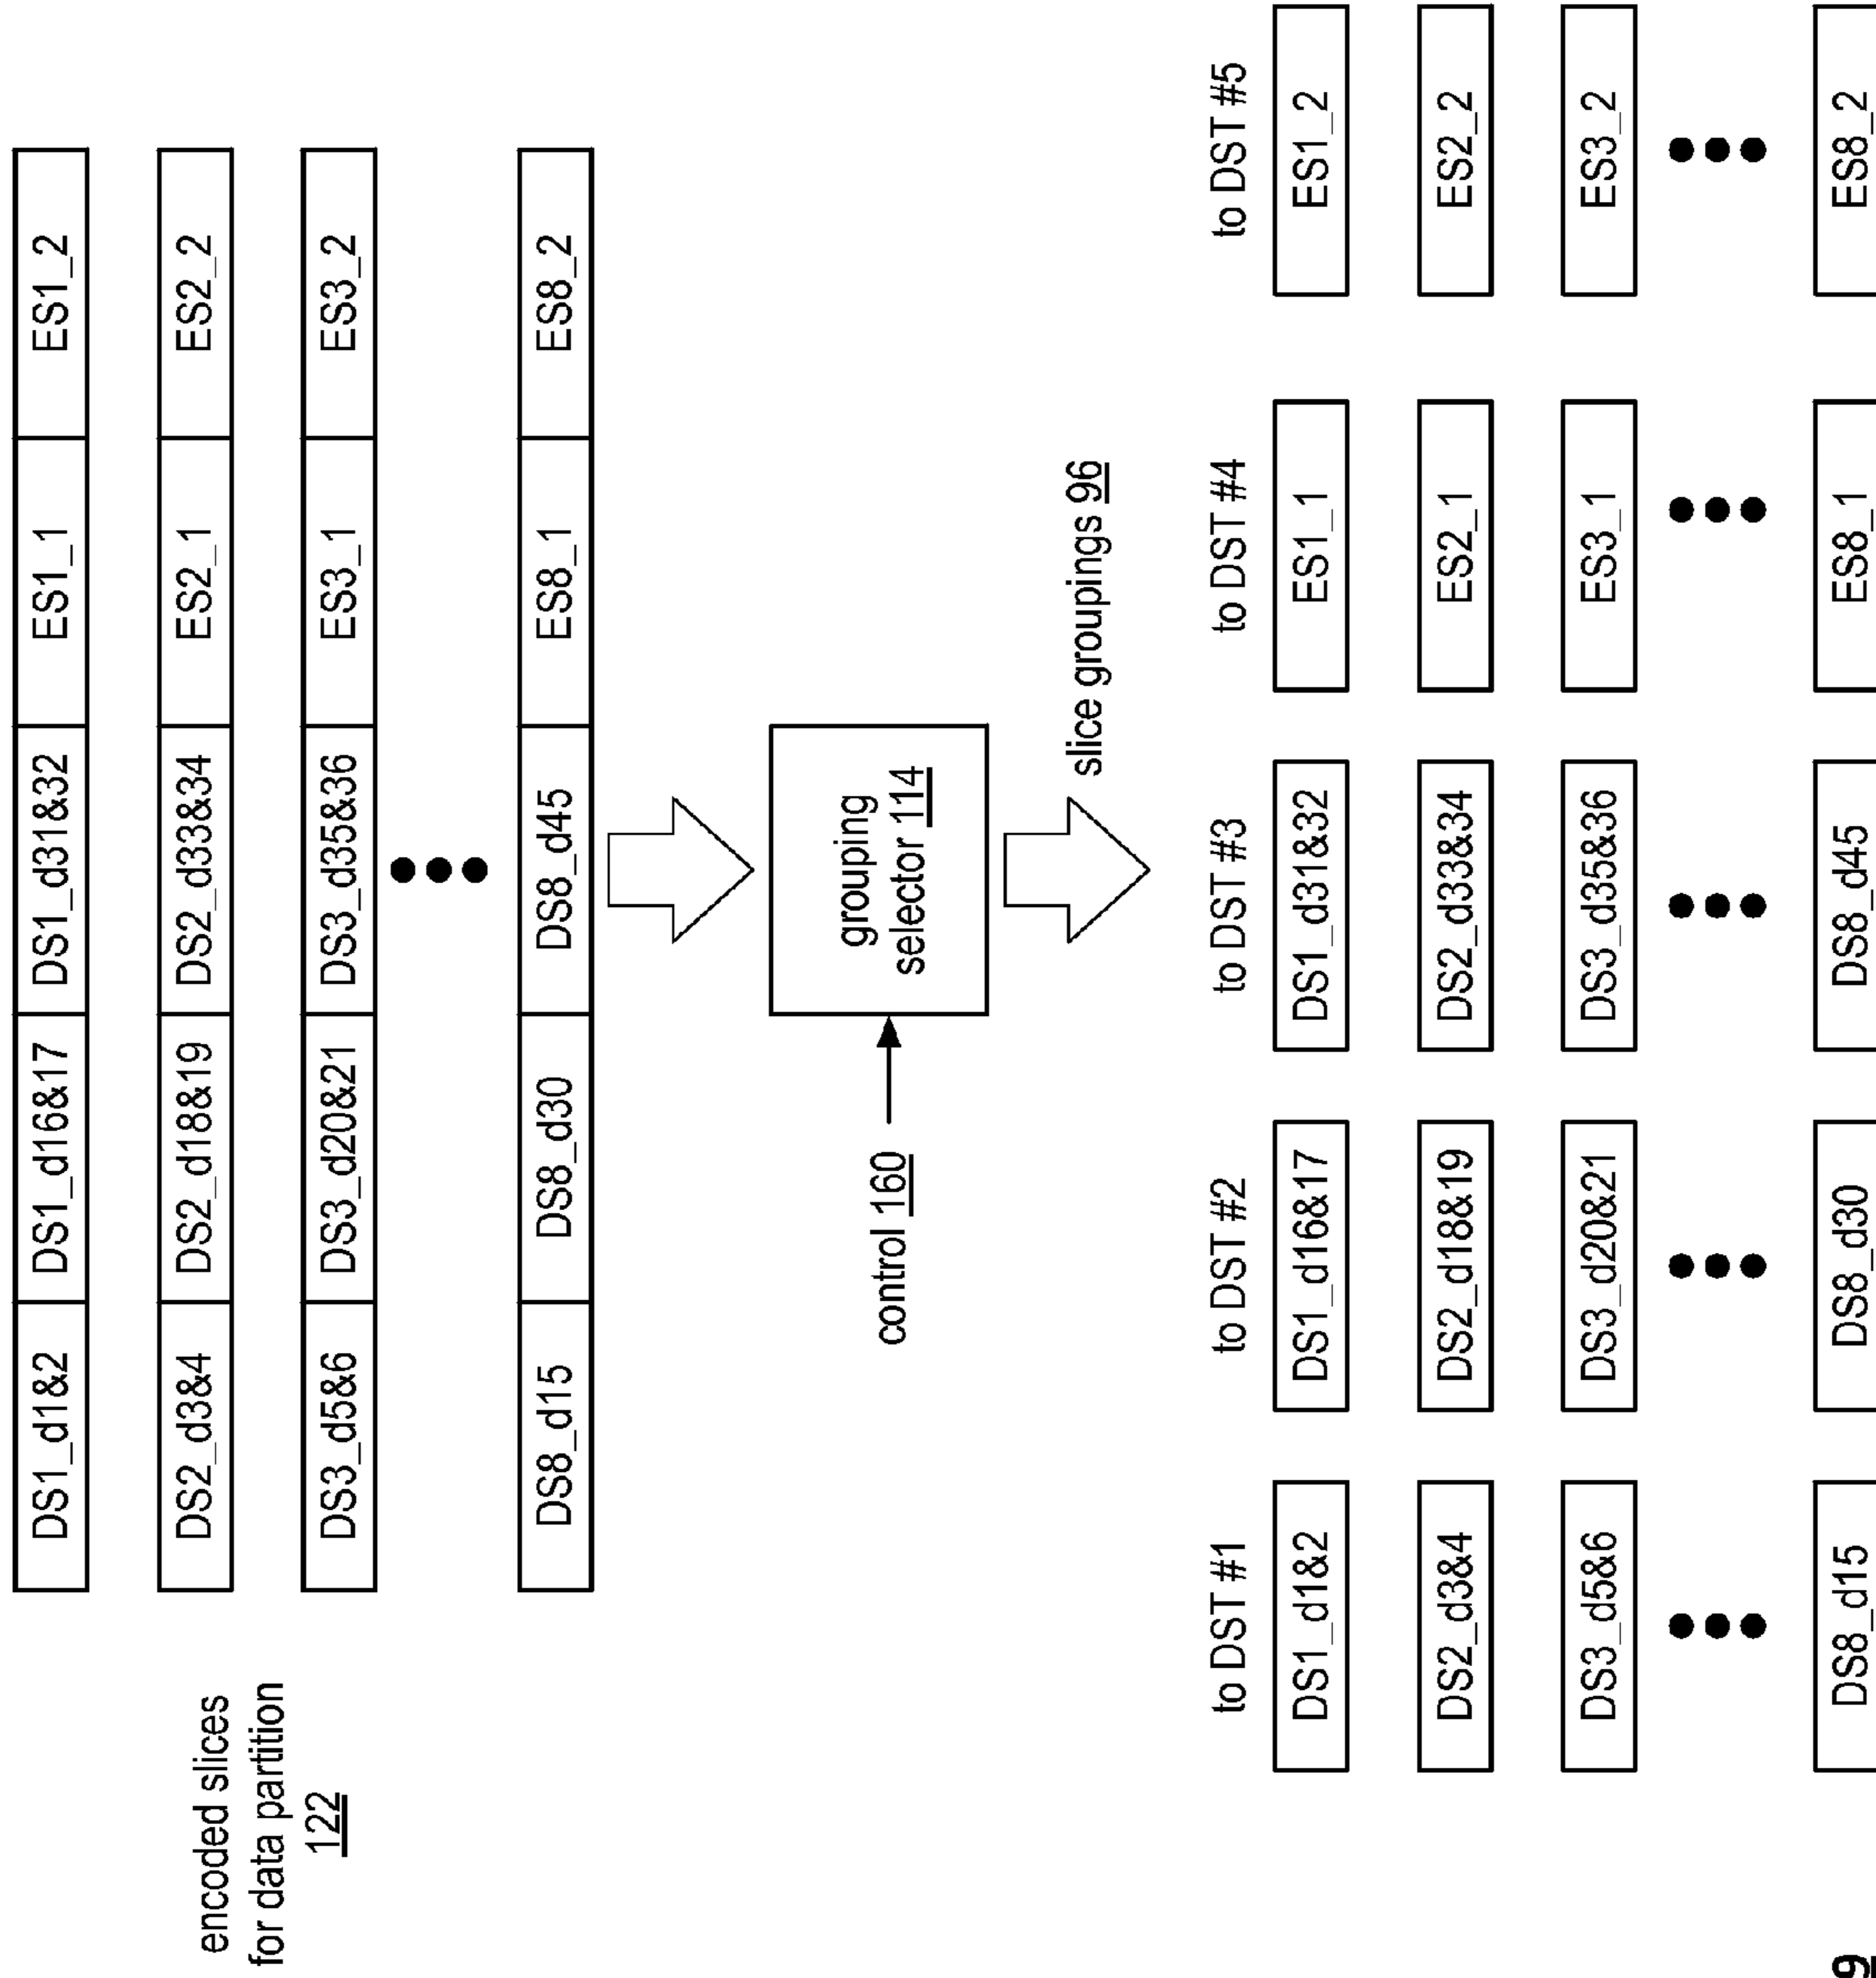 encoded slices
for data partition
122
DS1_d1&2 DS1_d16&17 DS1_d31&32 ES1_1 ES1_2
DS2_d3&4 DS2_d18&19 DS2_d33&34 ES2_1 ES2_2
DS3_d5&6 DS3_d20&21 DS3_d35&36 ES3_1 ES3_2
DS8_d15 DS8_d30 DS8_d45 ES8_1 ES8_2
control 160
grouping
selector 114
slice groupings 96
to DST #1 to DST #2 to DST #3 to DST #4 to DST #5
DS1_d1&2 DS1_d16&17 DS1_d31&32 ES1_1 ES1_2
DS2_d3&4 DS2_d18&19 DS2_d33&34 ES2_1 ES2_2
DS3_d5&6 DS3_d20&21 DS3_d35&36 ES3_1 ES3_2
DS8_d15 DS8_d30 DS8_d45 ES8_1 ES8_2